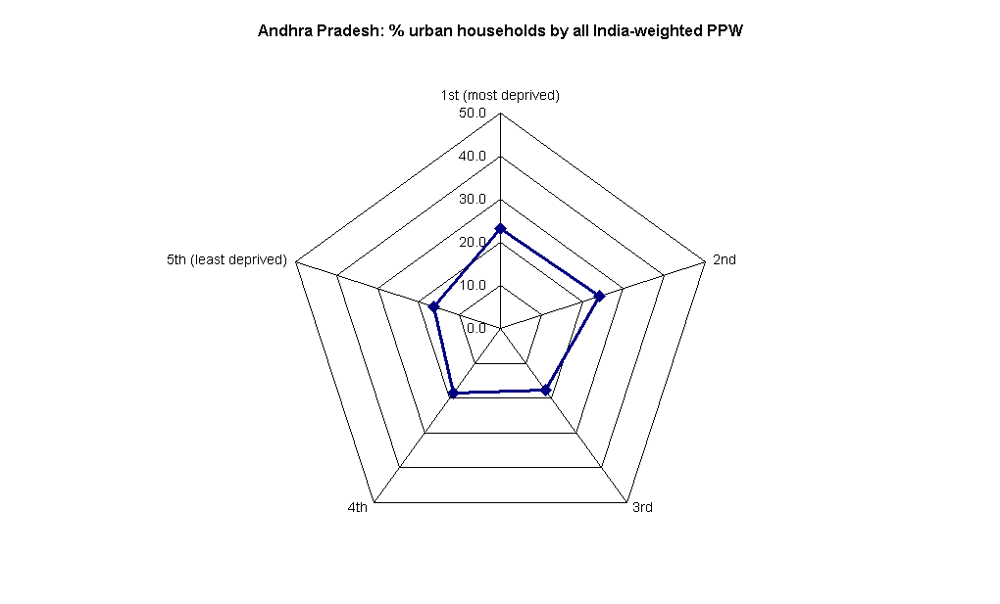 Andhra Pradesh: % urban households by all India-weighted PPW
1st (most deprived)
50.0
40.0
30.0
20.0
10.0
0.0
5th (least deprived)
2nd
4th
3rd